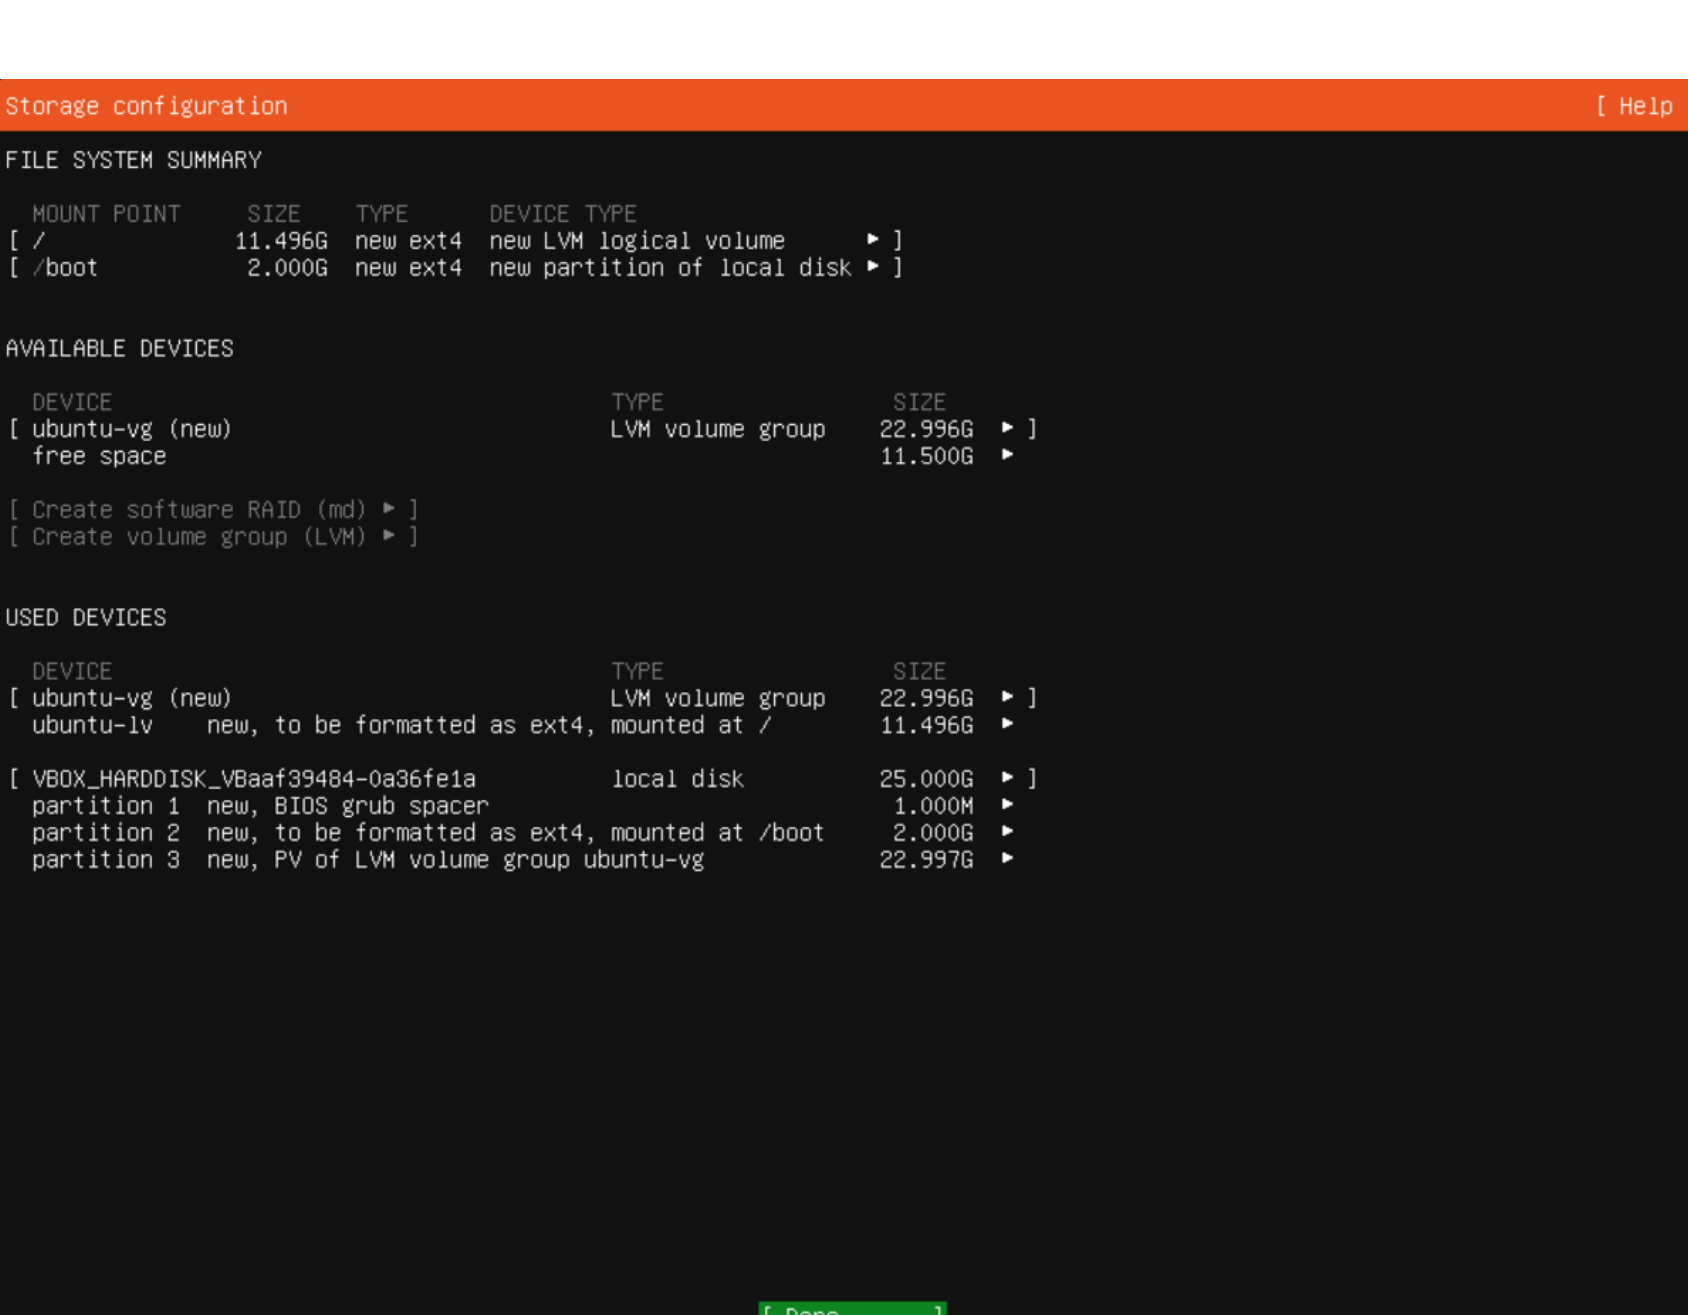 Storage configuration [ Help
FILE SYSTEM SUMMARY
MOUNT POINT SIZE TYPE DEVICE TYPE
[ / 11.496G new ext4 new LVM logical volume ▸ ]
[ /boot 2.000G new ext4 new partition of local disk ▸ ]
AVAILABLE DEVICES
DEVICE TYPE SIZE
[ ubuntu-vg (new) LVM volume group 22.996G ▸ ]
free space 11.500G ▸
[ Create software RAID (md) ▸ ]
[ Create volume group (LVM) ▸ ]
USED DEVICES
DEVICE TYPE SIZE
[ ubuntu-vg (new) LVM volume group 22.996G ▸ ]
ubuntu-lv new, to be formatted as ext4, mounted at / 11.496G ▸
[ VBOX_HARDDISK_VBaaf39484-0a36fe1a local disk 25.000G ▸ ]
partition 1 new, BIOS grub spacer 1.000M ▸
partition 2 new, to be formatted as ext4, mounted at /boot 2.000G ▸
partition 3 new, PV of LVM volume group ubuntu-vg 22.997G ▸
[ Done ]